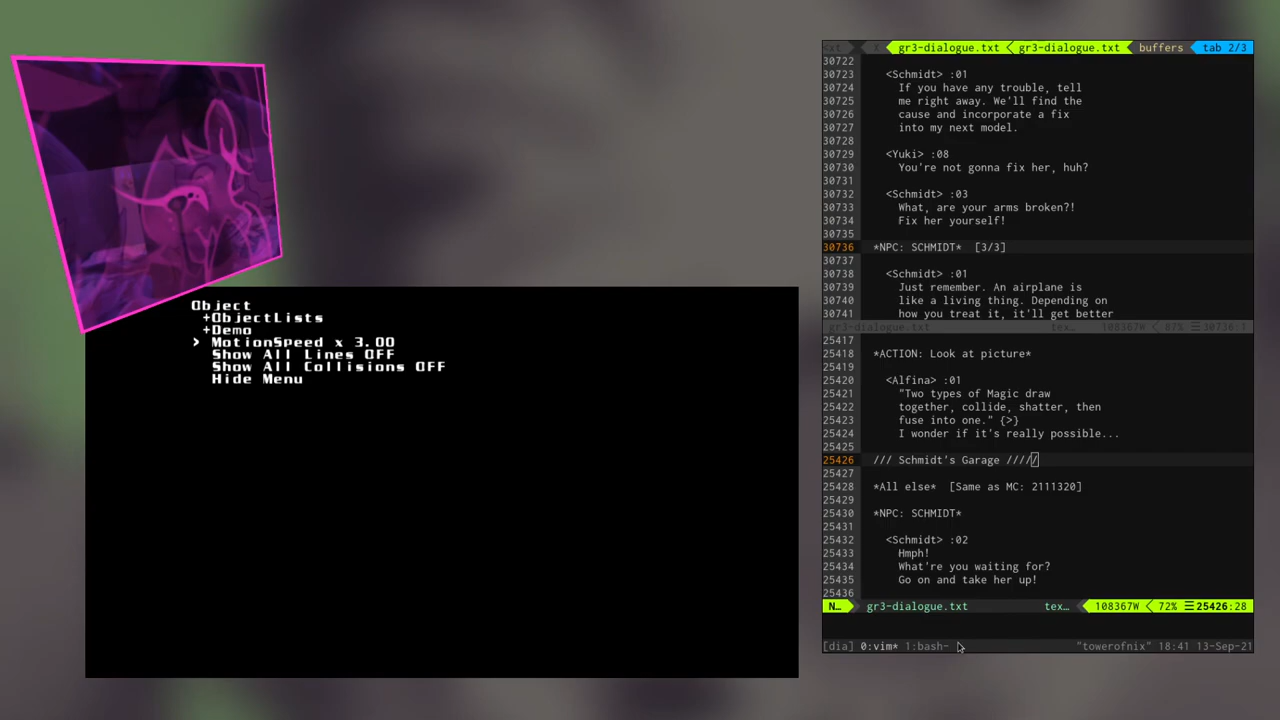 Object
+ObjectLists
+Demo
> MotionSpeed x 3.00
Show All Lines OFF
Show All Collisions OFF
Hide Menu
<xt X gr3-dialogue.txt < gr3-dialogue.txt buffers tab 2/3
30722
30723 <Schmidt> :01
30724 If you have any trouble, tell
30725 me right away. We'll find the
30726 cause and incorporate a fix
30727 into my next model.
30728
30729 <Yuki> :08
30730 You're not gonna fix her, huh?
30731
30732 <Schmidt> :03
30733 What, are your arms broken?!
30734 Fix her yourself!
30735
30736 *NPC: SCHMIDT* [3/3]
30737
30738 <Schmidt> :01
30739 Just remember. An airplane is
30740 like a living thing. Depending on
30741 how you treat it, it'll get better
gr3-dialogue.txt tex… 108367W < 87% ☰30736:1
25417
25418 *ACTION: Look at picture*
25419
25420 <Alfina> :01
25421 "Two types of Magic draw
25422 together, collide, shatter, then
25423 fuse into one." {>}
25424 I wonder if it's really possible...
25425
25426 /// Schmidt's Garage /////
25427
25428 *All else* [Same as MC: 2111320]
25429
25430 *NPC: SCHMIDT*
25431
25432 <Schmidt> :02
25433 Hmph!
25434 What're you waiting for?
25435 Go on and take her up!
25436
N… gr3-dialogue.txt tex… 108367W < 72% ☰25426:28
[dia] 0:vim* 1:bash- "towerofnix" 18:41 13-Sep-21